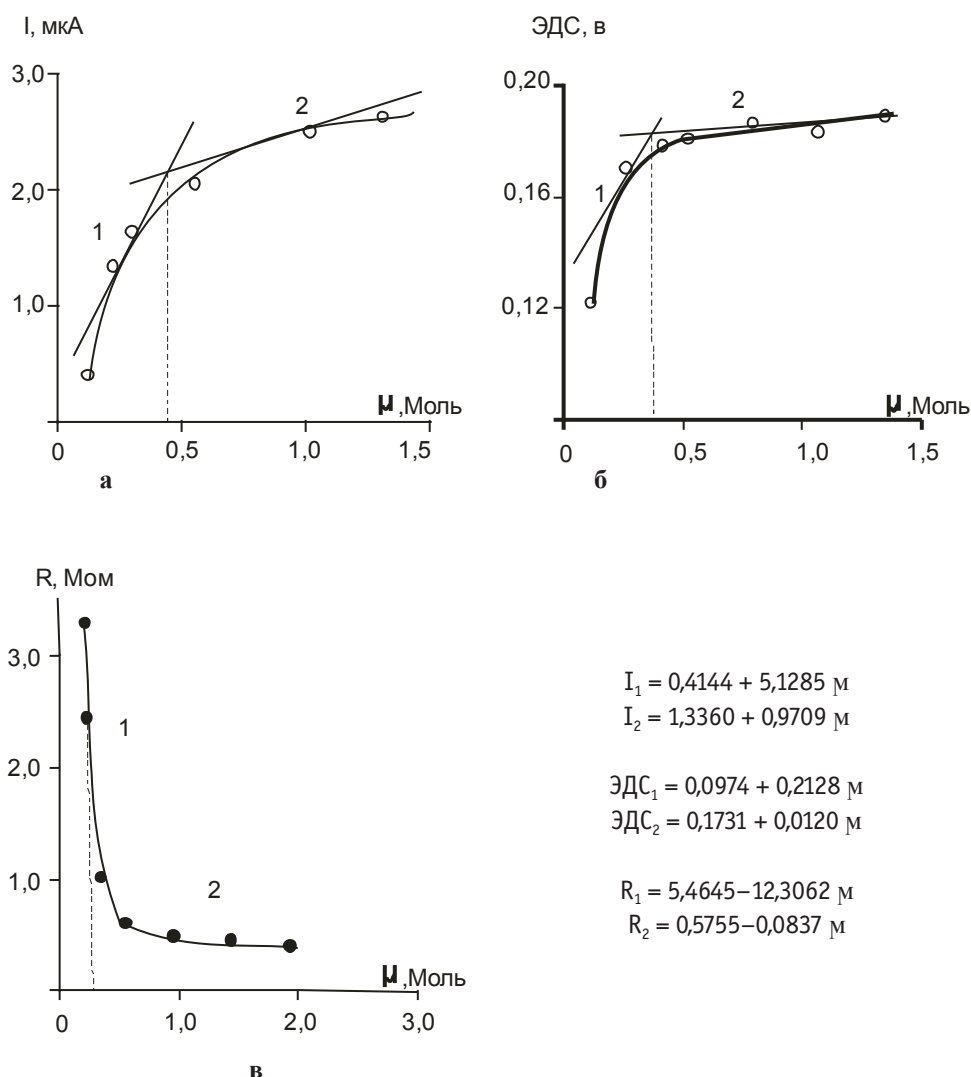 I, мкА
3,0
2,0
1,0
0
0,5
1,0
1,5
1
2
μ ,Моль
а
ЭДС, в
0,20
0,16
0,12
0
0,5
1,0
1,5
1
2
μ ,Моль
б
R, Мом
3,0
2,0
1,0
0
1,0
2,0
3,0
1
2
μ ,Моль
в
I₁ = 0,4144 + 5,1285 м
I₂ = 1,3360 + 0,9709 м
ЭДС₁ = 0,0974 + 0,2128 м
ЭДС₂ = 0,1731 + 0,0120 м
R₁ = 5,4645–12,3062 м
R₂ = 0,5755–0,0837 м